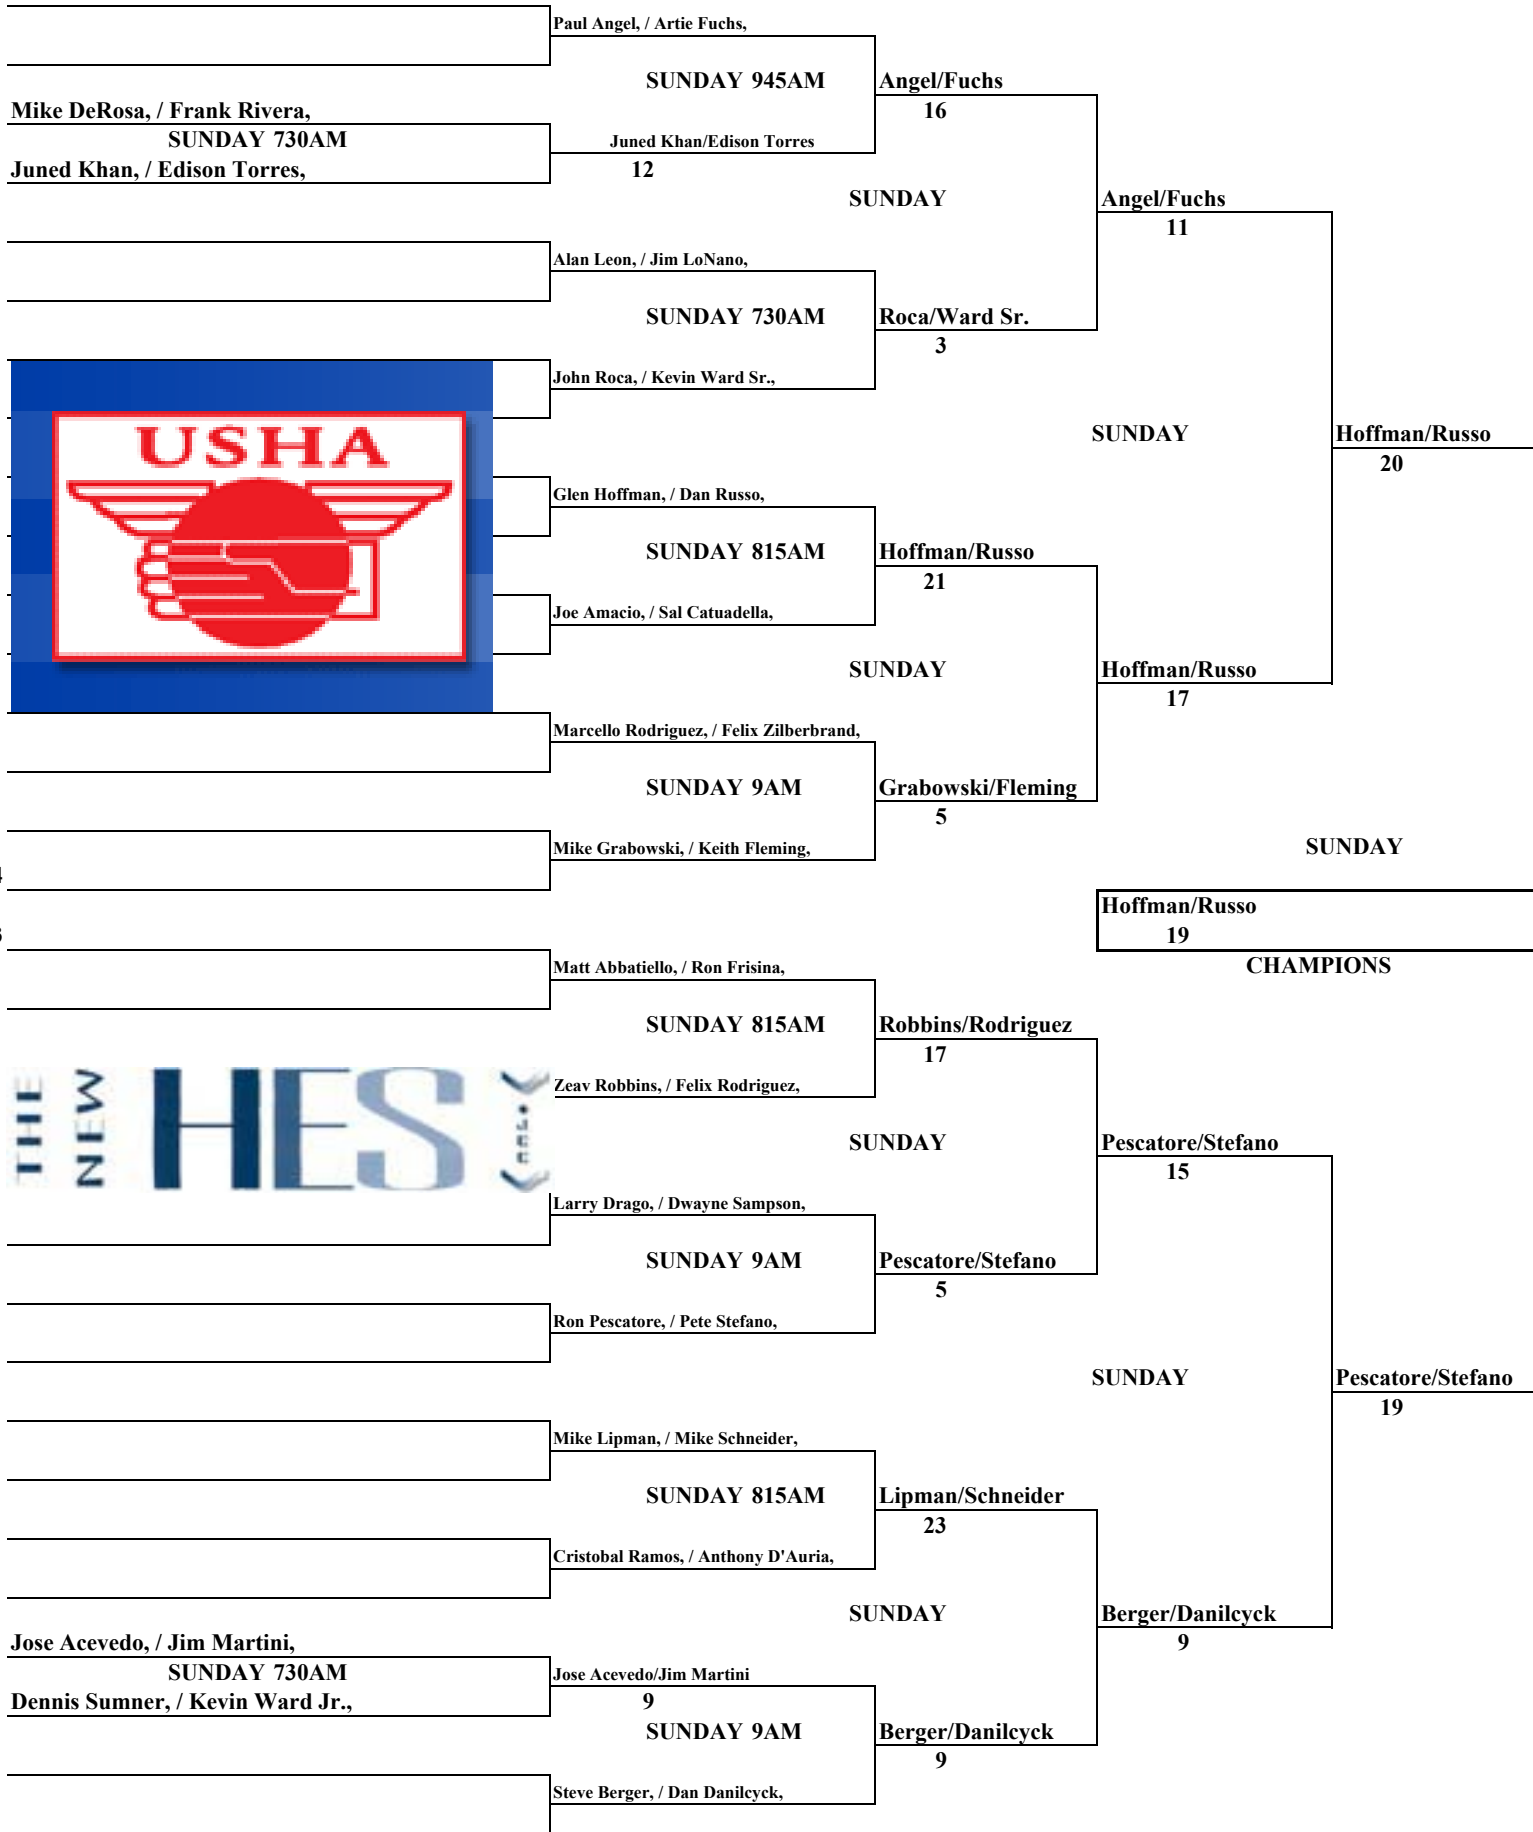 Paul Angel, / Artie Fuchs,
SUNDAY 945AM
Angel/Fuchs
16
Mike DeRosa, / Frank Rivera,
SUNDAY 730AM
Juned Khan/Edison Torres
Juned Khan, / Edison Torres,
12
SUNDAY
Angel/Fuchs
11
Alan Leon, / Jim LoNano,
SUNDAY 730AM
Roca/Ward Sr.
3
John Roca, / Kevin Ward Sr.,
USHA
SUNDAY
Hoffman/Russo
20
Glen Hoffman, / Dan Russo,
SUNDAY 815AM
Hoffman/Russo
21
Joe Amacio, / Sal Catuadella,
SUNDAY
Hoffman/Russo
17
Marcello Rodriguez, / Felix Zilberbrand,
SUNDAY 9AM
Grabowski/Fleming
5
Mike Grabowski, / Keith Fleming,
SUNDAY
Hoffman/Russo
19
CHAMPIONS
Matt Abbatiello, / Ron Frisina,
SUNDAY 815AM
Robbins/Rodriguez
17
THE NEW HES
Zeav Robbins, / Felix Rodriguez,
SUNDAY
Pescatore/Stefano
15
Larry Drago, / Dwayne Sampson,
SUNDAY 9AM
Pescatore/Stefano
5
Ron Pescatore, / Pete Stefano,
SUNDAY
Pescatore/Stefano
19
Mike Lipman, / Mike Schneider,
SUNDAY 815AM
Lipman/Schneider
23
Cristobal Ramos, / Anthony D'Auria,
SUNDAY
Berger/Danilcyck
9
Jose Acevedo, / Jim Martini,
SUNDAY 730AM
Jose Acevedo/Jim Martini
Dennis Sumner, / Kevin Ward Jr.,
9
SUNDAY 9AM
Berger/Danilcyck
9
Steve Berger, / Dan Danilcyck,